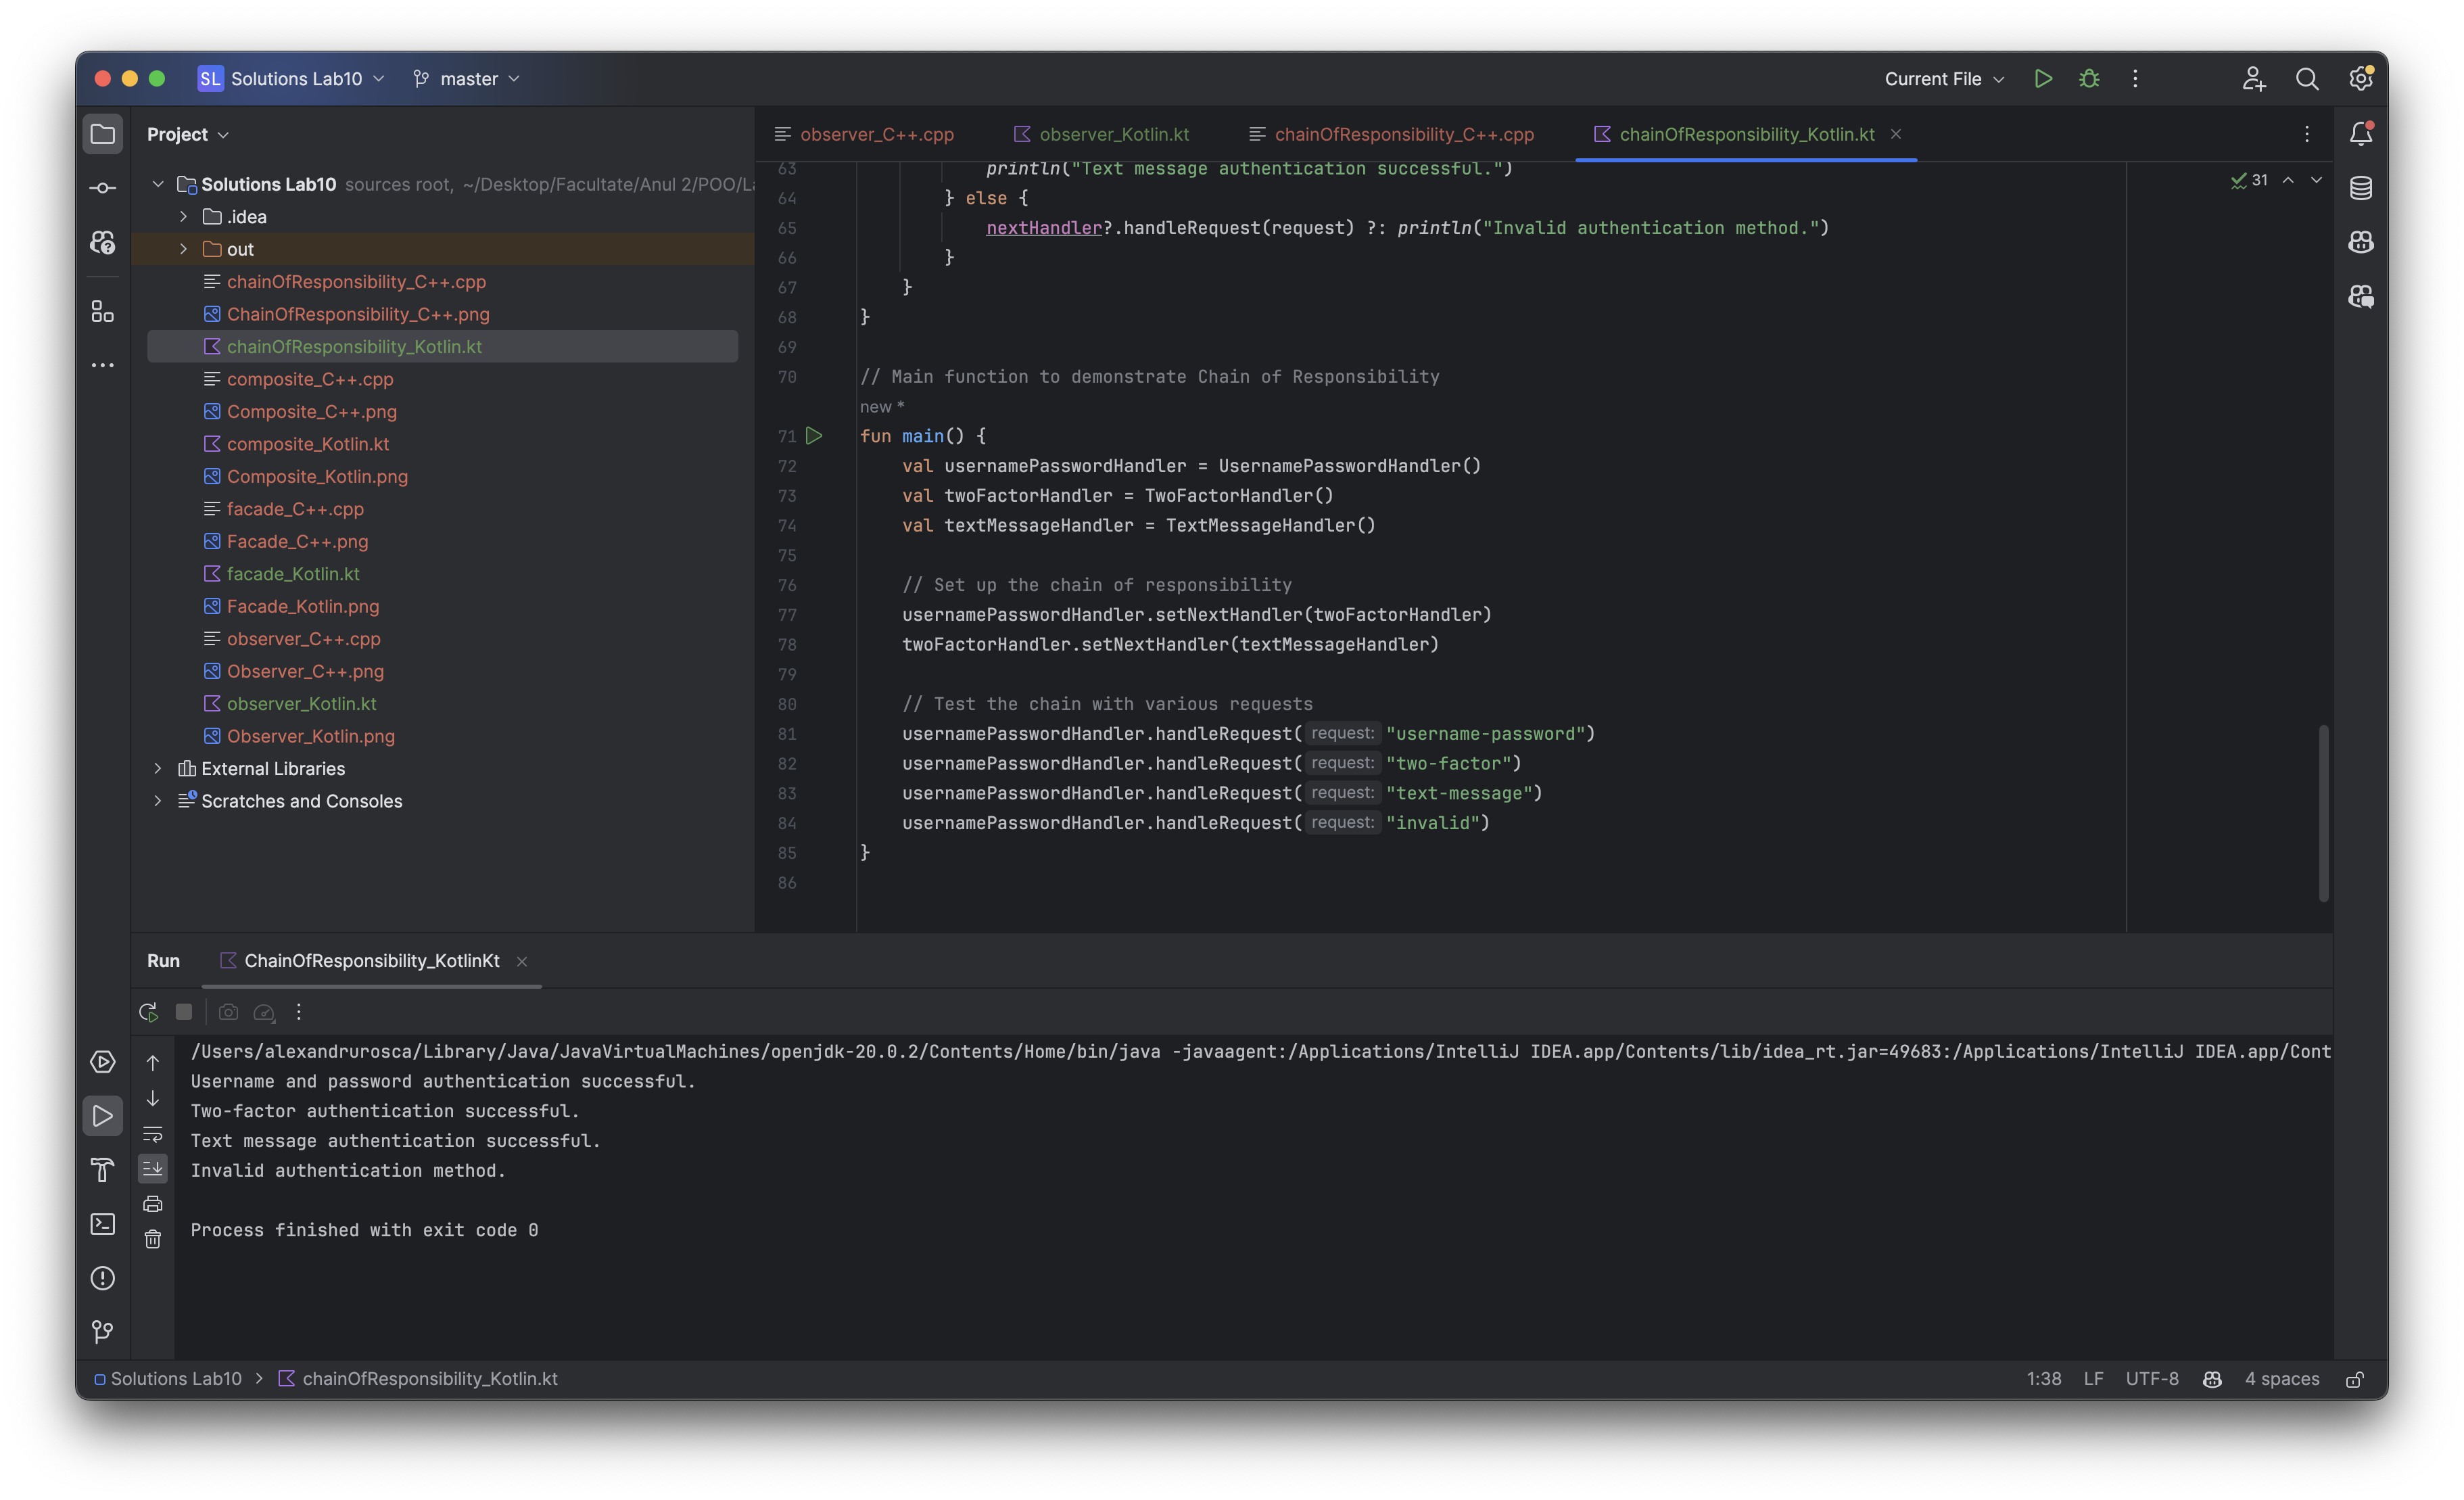 SL Solutions Lab10 master Current File
Project
Solutions Lab10 sources root, ~/Desktop/Facultate/Anul 2/POO/La
.idea
out
chainOfResponsibility_C++.cpp
ChainOfResponsibility_C++.png
chainOfResponsibility_Kotlin.kt
composite_C++.cpp
Composite_C++.png
composite_Kotlin.kt
Composite_Kotlin.png
facade_C++.cpp
Facade_C++.png
facade_Kotlin.kt
Facade_Kotlin.png
observer_C++.cpp
Observer_C++.png
observer_Kotlin.kt
Observer_Kotlin.png
External Libraries
Scratches and Consoles
observer_C++.cpp observer_Kotlin.kt chainOfResponsibility_C++.cpp chainOfResponsibility_Kotlin.kt
31
63 println("Text message authentication successful.")
64 } else {
65 nextHandler?.handleRequest(request) ?: println("Invalid authentication method.")
66 }
67 }
68 }
69
70 // Main function to demonstrate Chain of Responsibility
new *
71 fun main() {
72 val usernamePasswordHandler = UsernamePasswordHandler()
73 val twoFactorHandler = TwoFactorHandler()
74 val textMessageHandler = TextMessageHandler()
75
76 // Set up the chain of responsibility
77 usernamePasswordHandler.setNextHandler(twoFactorHandler)
78 twoFactorHandler.setNextHandler(textMessageHandler)
79
80 // Test the chain with various requests
81 usernamePasswordHandler.handleRequest( request: "username-password")
82 usernamePasswordHandler.handleRequest( request: "two-factor")
83 usernamePasswordHandler.handleRequest( request: "text-message")
84 usernamePasswordHandler.handleRequest( request: "invalid")
85 }
86
Run ChainOfResponsibility_KotlinKt
/Users/alexandrurosca/Library/Java/JavaVirtualMachines/openjdk-20.0.2/Contents/Home/bin/java -javaagent:/Applications/IntelliJ IDEA.app/Contents/lib/idea_rt.jar=49683:/Applications/IntelliJ IDEA.app/Cont
Username and password authentication successful.
Two-factor authentication successful.
Text message authentication successful.
Invalid authentication method.
Process finished with exit code 0
Solutions Lab10 > chainOfResponsibility_Kotlin.kt 1:38 LF UTF-8 4 spaces